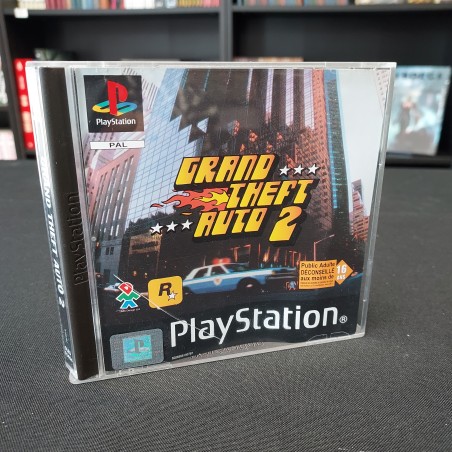 PlayStation
PAL
GRAND
THEFT
AUTO 2
Public Adulte
DÉCONSEILLÉ
aux moins de
16
ans
R
PlayStation®
PlayStation
GRAND THEFT AUTO 2